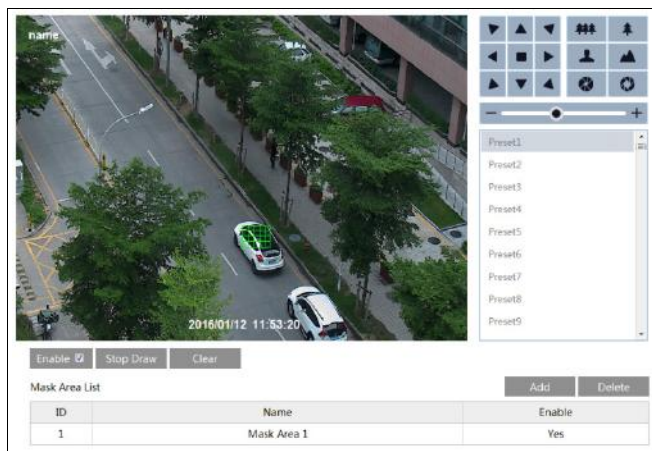 name
2016/01/12 11:53:20
Preset1
Preset2
Preset3
Preset4
Preset5
Preset6
Preset7
Preset8
Preset9
Enable Stop Draw Clear
Mask Area List Add Delete
ID Name Enable
1 Mask Area 1 Yes